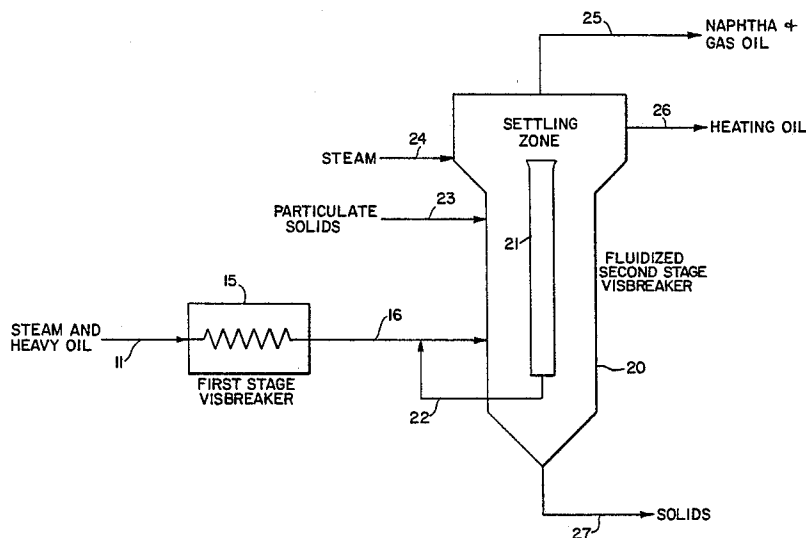 25
NAPHTHA &
GAS OIL
SETTLING
ZONE
26
HEATING OIL
STEAM
24
PARTICULATE
SOLIDS
23
21
FLUIDIZED
SECOND STAGE
VISBREAKER
15
STEAM AND
HEAVY OIL
11
16
FIRST STAGE
VISBREAKER
20
22
27
SOLIDS